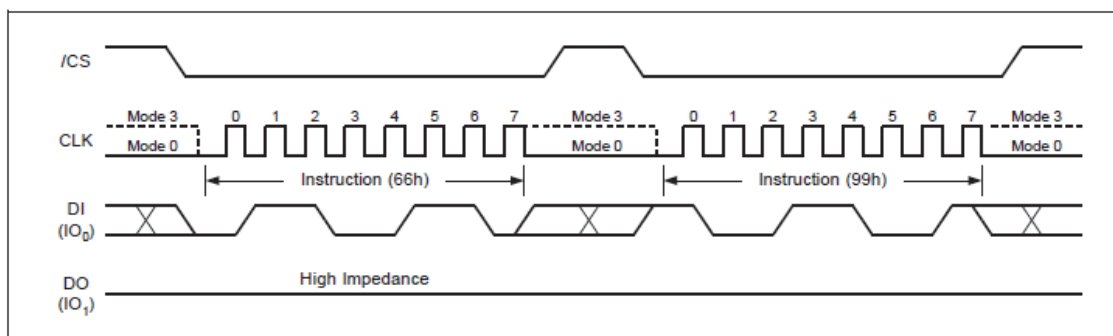 /CS
Mode 3 0 1 2 3 4 5 6 7 Mode 3 0 1 2 3 4 5 6 7 Mode 3
CLK
Mode 0 Mode 0 Mode 0
Instruction (66h) Instruction (99h)
DI
(IO0)
High Impedance
DO
(IO1)